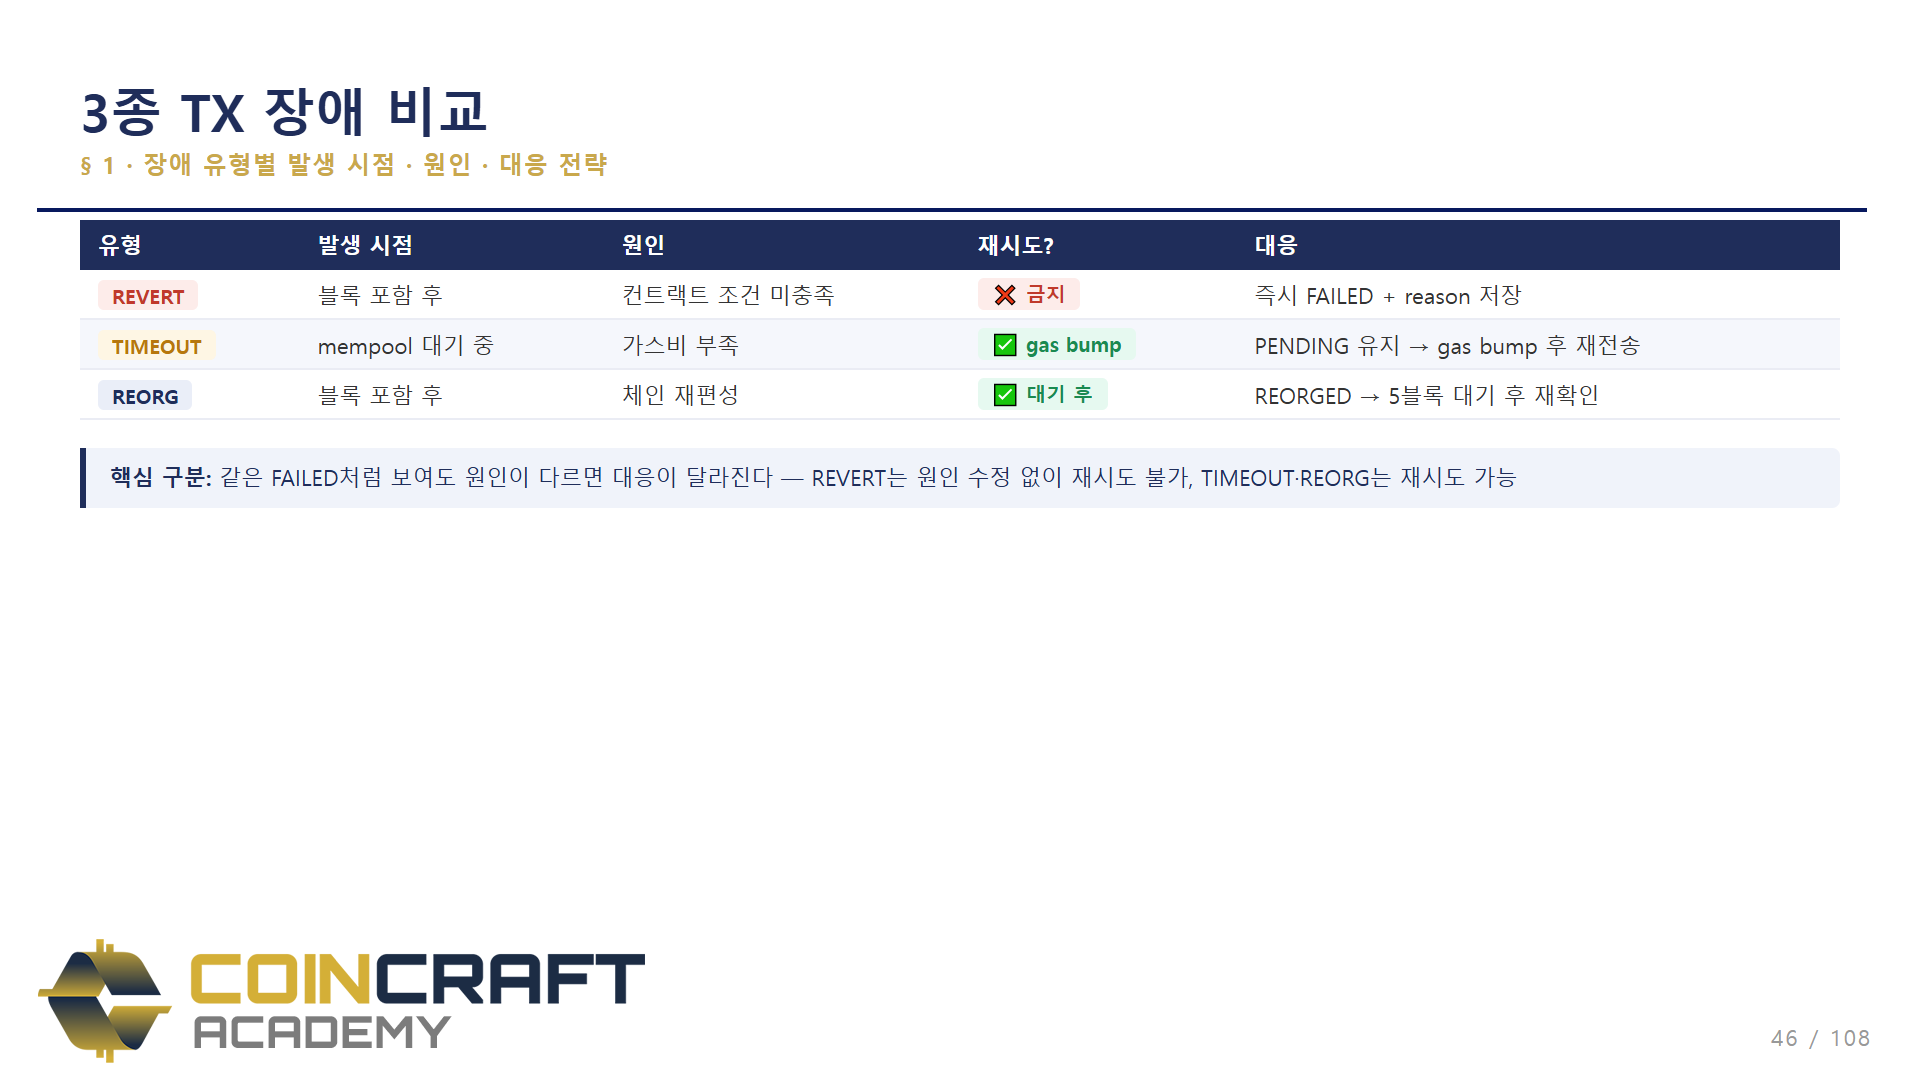 3종 TX 장애 비교
§ 1 · 장애 유형별 발생 시점 · 원인 · 대응 전략
유형 발생 시점 원인 재시도? 대응
REVERT 블록 포함 후 컨트랙트 조건 미충족 ❌ 금지 즉시 FAILED + reason 저장
TIMEOUT mempool 대기 중 가스비 부족 ✅ gas bump PENDING 유지 → gas bump 후 재전송
REORG 블록 포함 후 체인 재편성 ✅ 대기 후 REORGED → 5블록 대기 후 재확인
핵심 구분: 같은 FAILED처럼 보여도 원인이 다르면 대응이 달라진다 — REVERT는 원인 수정 없이 재시도 불가, TIMEOUT·REORG는 재시도 가능
COINCRAFT
ACADEMY
46 / 108